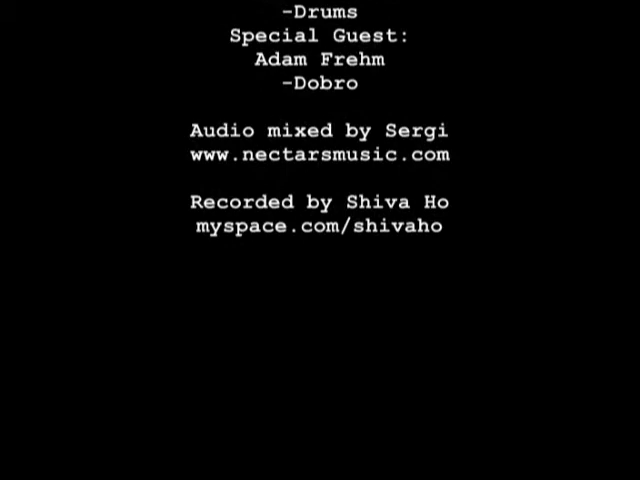 -Drums
Special Guest:
Adam Frehm
-Dobro
Audio mixed by Sergi
www.nectarsmusic.com
Recorded by Shiva Ho
myspace.com/shivaho